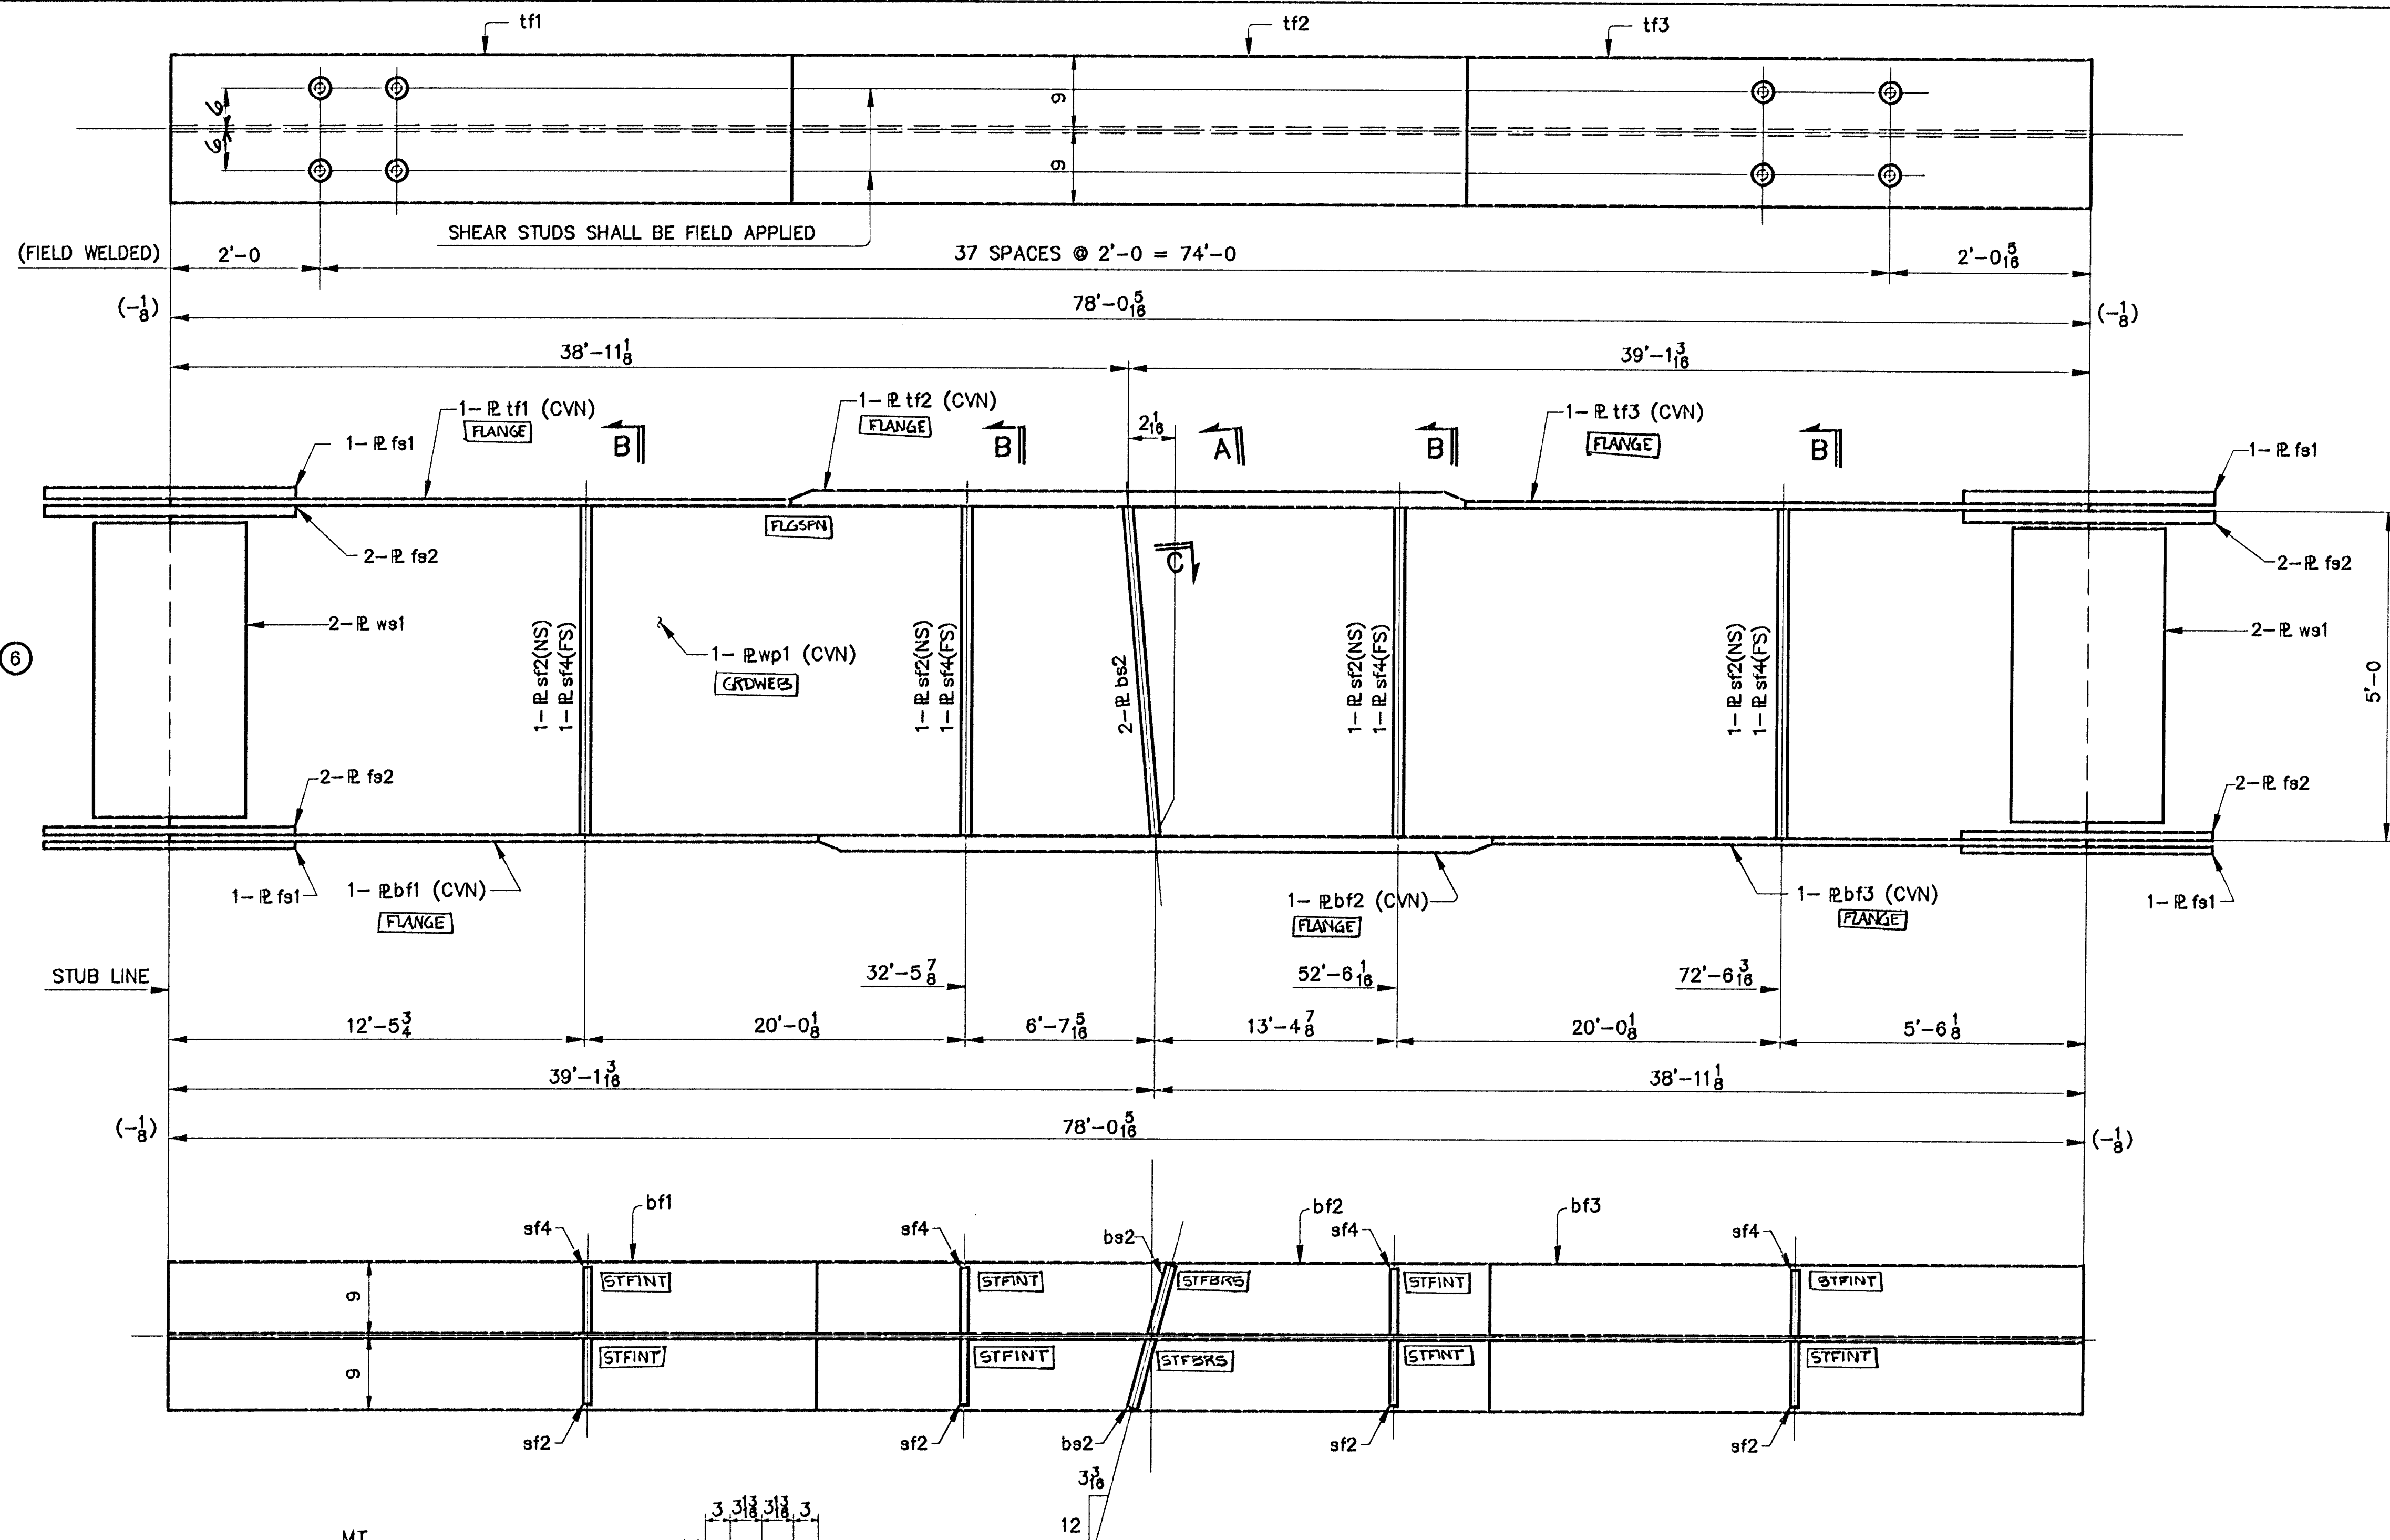 tf1
tf2
tf3
6
6
9
9
SHEAR STUDS SHALL BE FIELD APPLIED
(FIELD WELDED)
2'-0
37 SPACES @ 2'-0 = 74'-0
2'-0 5/16
(-1/8)
78'-0 5/16
(-1/8)
38'-11 1/8
39'-1 3/16
1- PL fs1
1- PL tf1 (CVN)
FLANGE
B
1- PL tf2 (CVN)
FLANGE
B
2 1/16
A
B
1- PL tf3 (CVN)
FLANGE
B
1- PL fs1
FLGSPN
2- PL fs2
C
2- PL fs2
6
2- PL ws1
1- PL sf2(NS)
1- PL sf4(FS)
1- PL wp1 (CVN)
GRDWEB
1- PL sf2(NS)
1- PL sf4(FS)
2- PL bs2
1- PL sf2(NS)
1- PL sf4(FS)
1- PL sf2(NS)
1- PL sf4(FS)
2- PL ws1
5'-0
2- PL fs2
2- PL fs2
1- PL fs1
1- PL bf1 (CVN)
FLANGE
1- PL bf2 (CVN)
FLANGE
1- PL bf3 (CVN)
FLANGE
1- PL fs1
STUB LINE
32'-5 7/8
52'-6 1/16
72'-6 3/16
12'-5 3/4
20'-0 1/8
6'-7 5/16
13'-4 7/8
20'-0 1/8
5'-6 1/8
39'-1 3/16
38'-11 1/8
(-1/8)
78'-0 5/16
(-1/8)
sf4
bf1
sf4
bs2
bf2
sf4
bf3
sf4
STFINT
STFINT
STFBRS
STFINT
STFINT
9
9
STFINT
STFINT
STFBRS
STFINT
STFINT
sf2
sf2
bs2
sf2
sf2
3 3/16
12
3
3 13/16
3 13/16
3
MT